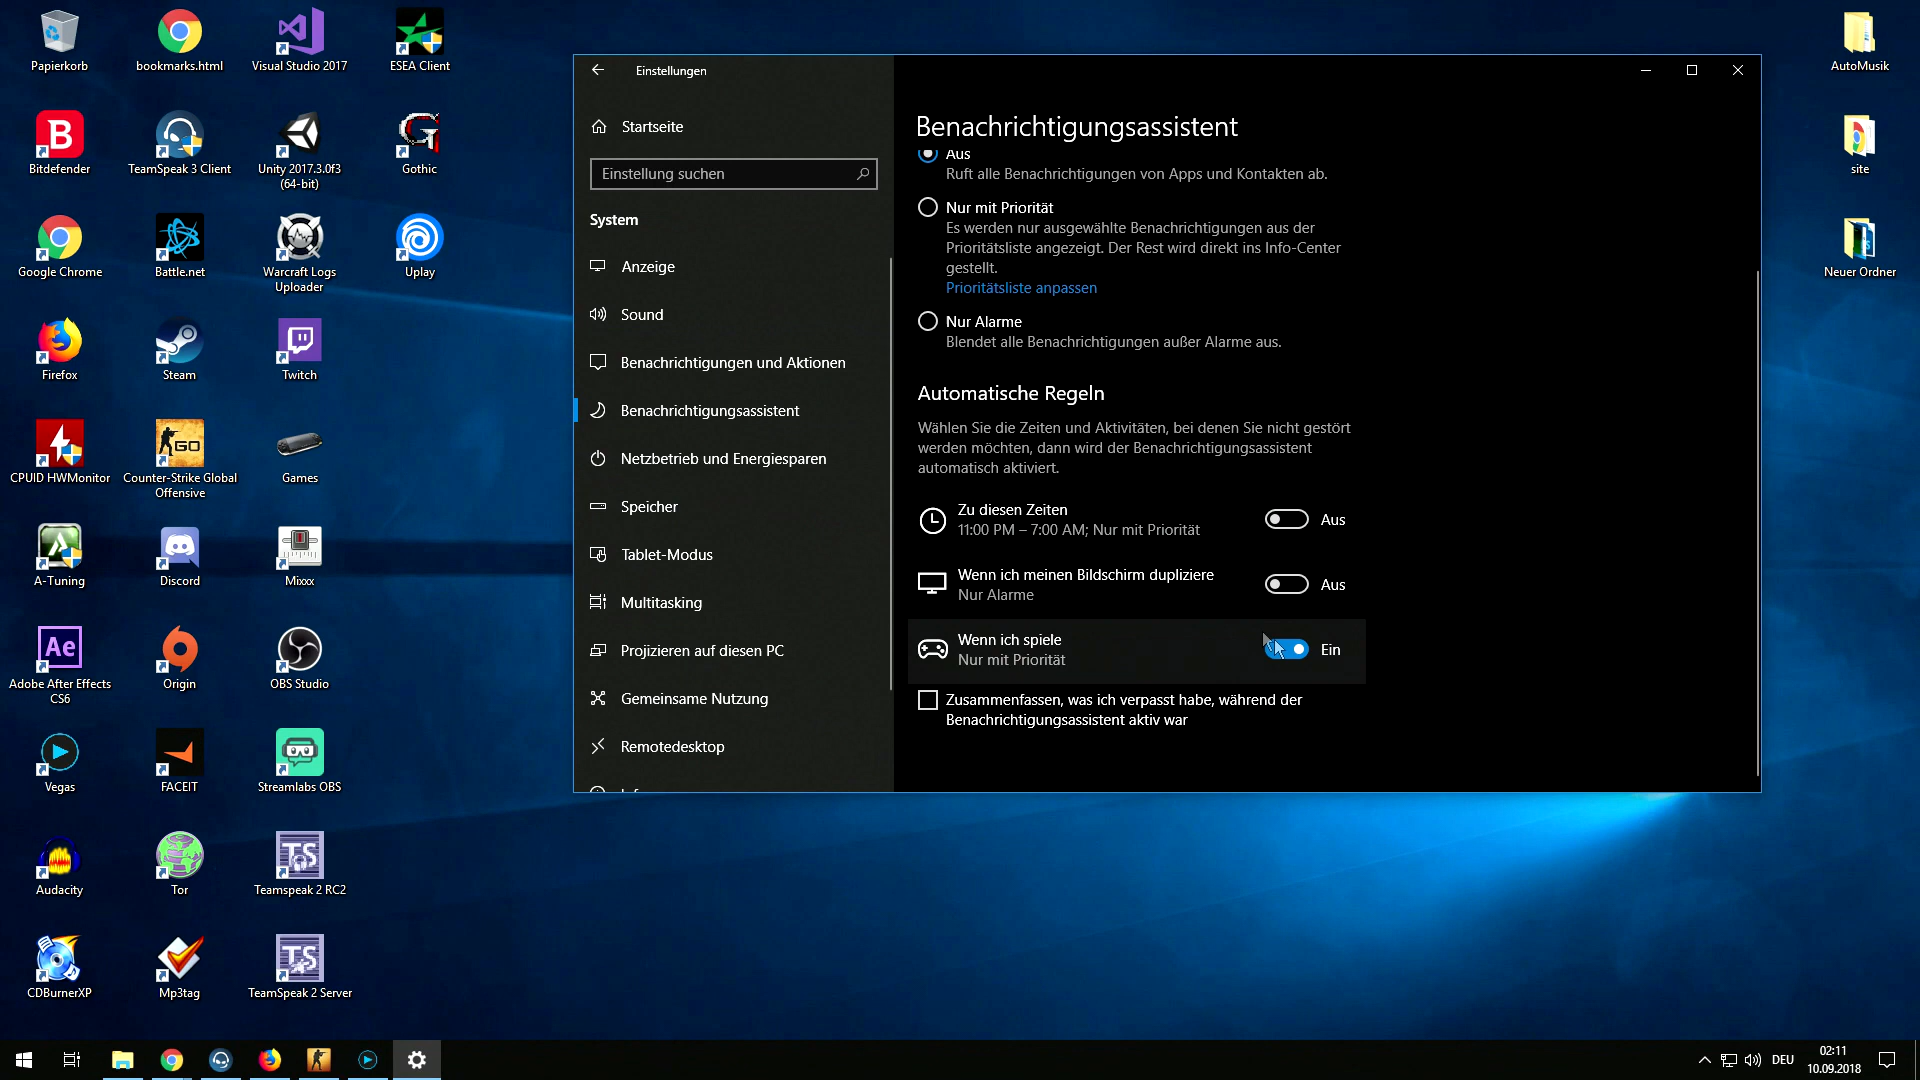 Papierkorb
bookmarks.html
Visual Studio 2017
ESEA Client
Bitdefender
TeamSpeak 3 Client
Unity 2017.3.0f3
(64-bit)
Gothic
Google Chrome
Battle.net
Warcraft Logs
Uploader
Uplay
Firefox
Steam
Twitch
CPUID HWMonitor
GO
Counter-Strike Global
Offensive
Games
A-Tuning
Discord
Mixxx
Ae
Adobe After Effects
CS6
Origin
OBS Studio
Vegas
FACEIT
Streamlabs OBS
Audacity
Tor
TS
Teamspeak 2 RC2
CDBurnerXP
Mp3tag
TS
TeamSpeak 2 Server
Einstellungen
Startseite
Einstellung suchen
System
Anzeige
Sound
Benachrichtigungen und Aktionen
Benachrichtigungsassistent
Netzbetrieb und Energiesparen
Speicher
Tablet-Modus
Multitasking
Projizieren auf diesen PC
Gemeinsame Nutzung
Remotedesktop
Benachrichtigungsassistent
Aus
Ruft alle Benachrichtigungen von Apps und Kontakten ab.
Nur mit Priorität
Es werden nur ausgewählte Benachrichtigungen aus der
Prioritätsliste angezeigt. Der Rest wird direkt ins Info-Center
gestellt.
Prioritätsliste anpassen
Nur Alarme
Blendet alle Benachrichtigungen außer Alarme aus.
Automatische Regeln
Wählen Sie die Zeiten und Aktivitäten, bei denen Sie nicht gestört
werden möchten, dann wird der Benachrichtigungsassistent
automatisch aktiviert.
Zu diesen Zeiten
11:00 PM – 7:00 AM; Nur mit Priorität
Aus
Wenn ich meinen Bildschirm dupliziere
Nur Alarme
Aus
Wenn ich spiele
Nur mit Priorität
Ein
Zusammenfassen, was ich verpasst habe, während der
Benachrichtigungsassistent aktiv war
AutoMusik
site
Neuer Ordner
DEU
02:11
10.09.2018